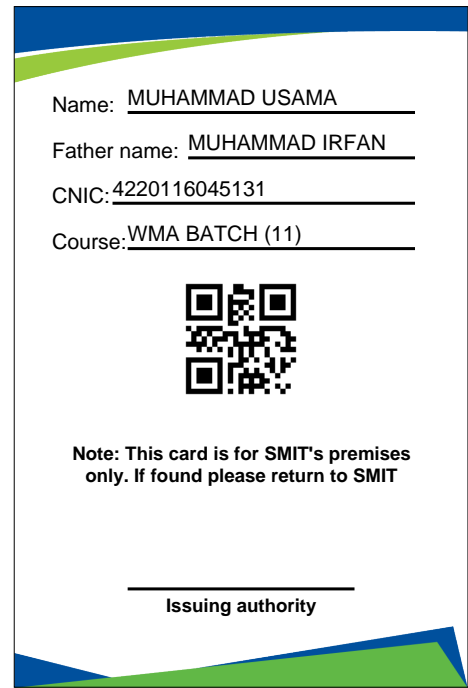 Name: MUHAMMAD USAMA
Father name: MUHAMMAD IRFAN
CNIC: 4220116045131
Course: WMA BATCH (11)
Note: This card is for SMIT's premises
only. If found please return to SMIT
Issuing authority